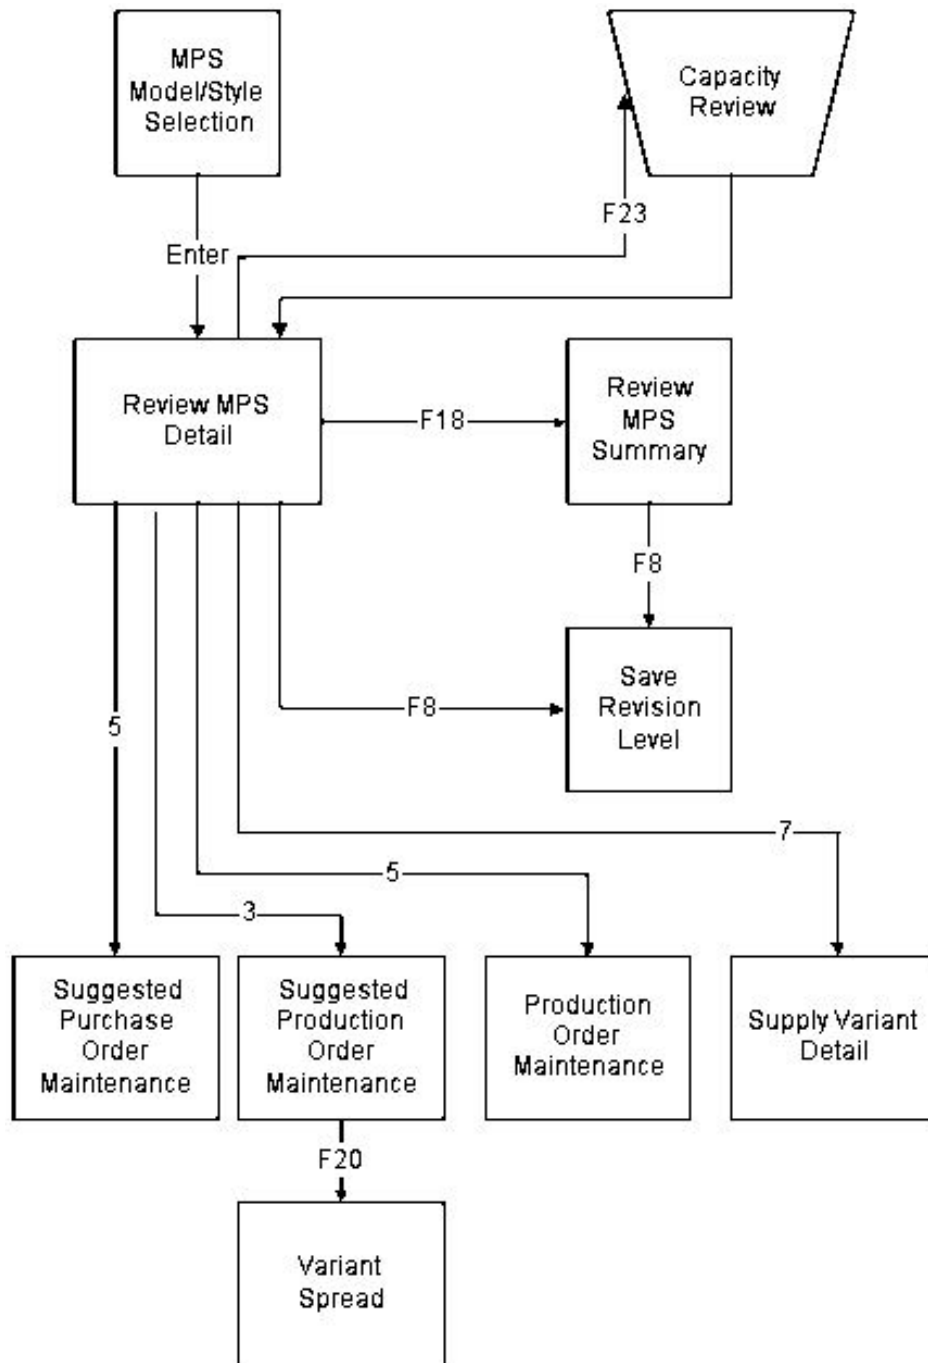 MPS
Model/Style
Selection
Capacity
Review
F23
Enter
Review MPS
Detail
F18
Review
MPS
Summary
F8
Save
Revision
Level
F8
5
7
5
3
Suggested
Purchase
Order
Maintenance
Suggested
Production
Order
Maintenance
Production
Order
Maintenance
Supply Variant
Detail
F20
Variant
Spread